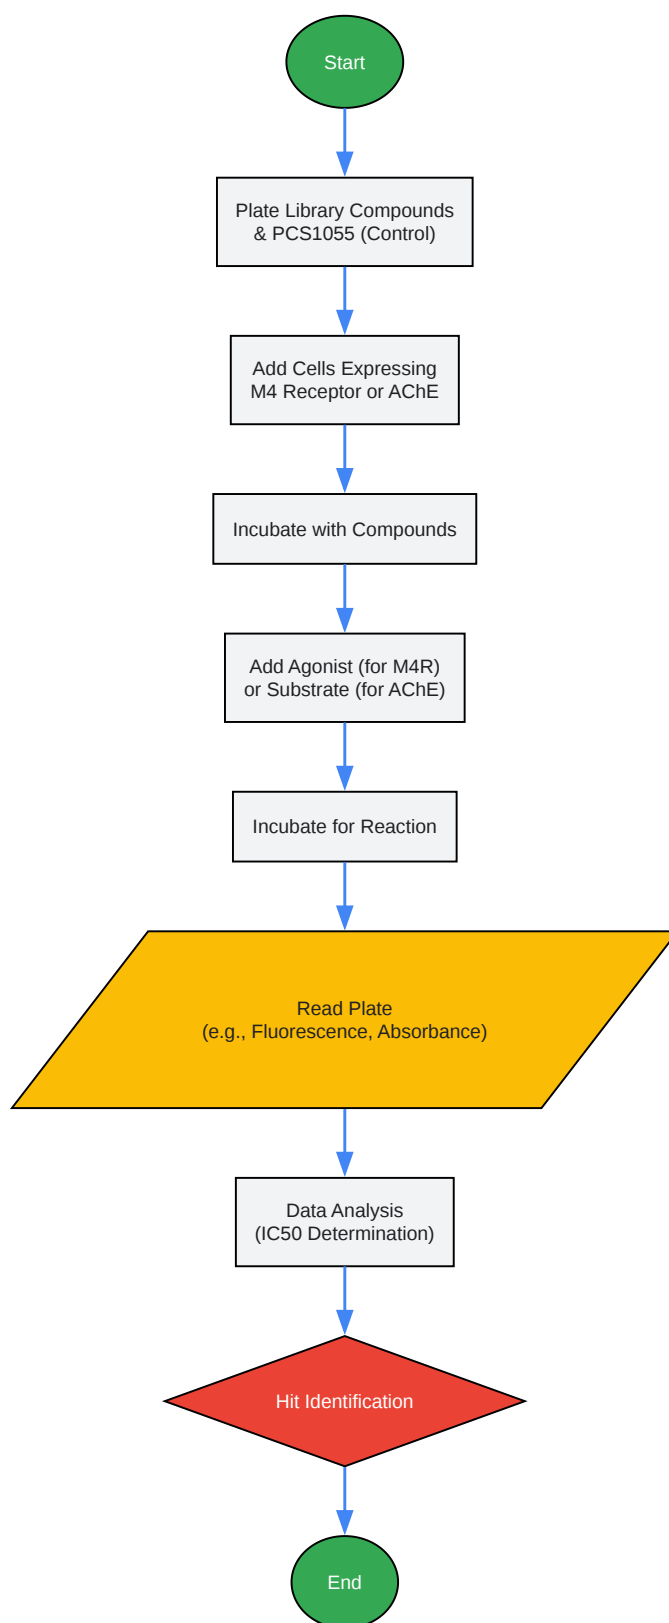 Start
Plate Library Compounds
& PCS1055 (Control)
Add Cells Expressing
M4 Receptor or AChE
Incubate with Compounds
Add Agonist (for M4R)
or Substrate (for AChE)
Incubate for Reaction
Read Plate
(e.g., Fluorescence, Absorbance)
Data Analysis
(IC50 Determination)
Hit Identification
End